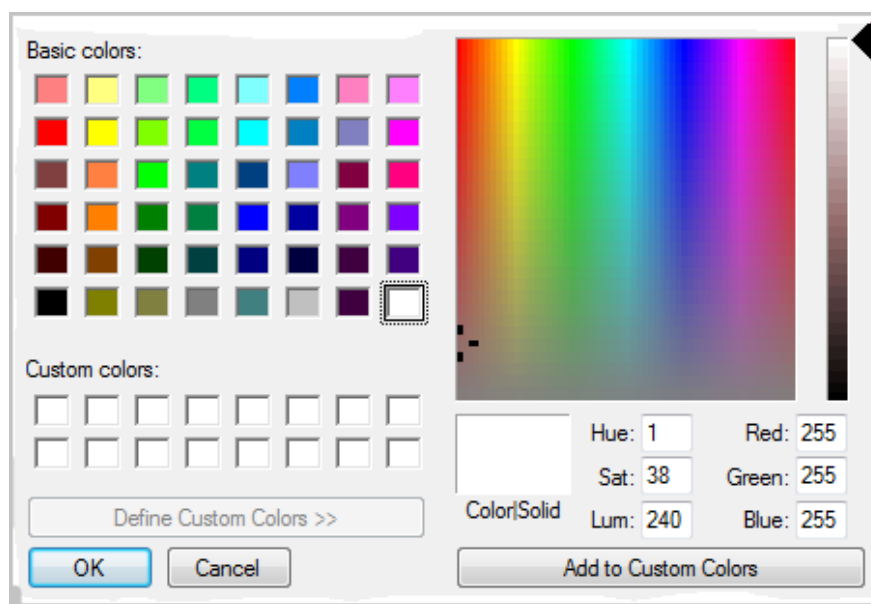 Basic colors:
Custom colors:
Define Custom Colors >>
OK Cancel
Color|Solid
Hue: 1 Red: 255
Sat: 38 Green: 255
Lum: 240 Blue: 255
Add to Custom Colors